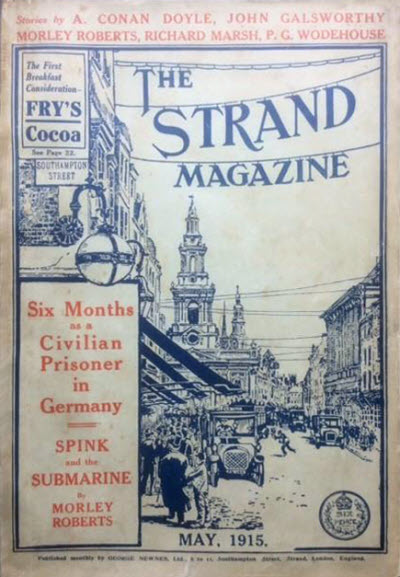 Stories by A. CONAN DOYLE, JOHN GALSWORTHY
MORLEY ROBERTS, RICHARD MARSH, P. G. WODEHOUSE
The First
Breakfast
Consideration-
FRY'S
Cocoa
See Page 22.
SOUTHAMPTON
STREET
THE
STRAND
MAGAZINE
Six Months
as a
Civilian
Prisoner
in
Germany
SPINK
and the
SUBMARINE
By
MORLEY
ROBERTS
SIX
PENCE
MAY, 1915.
Published monthly by GEORGE NEWNES, Ltd., 8 to 11, Southampton Street, Strand, London, England.